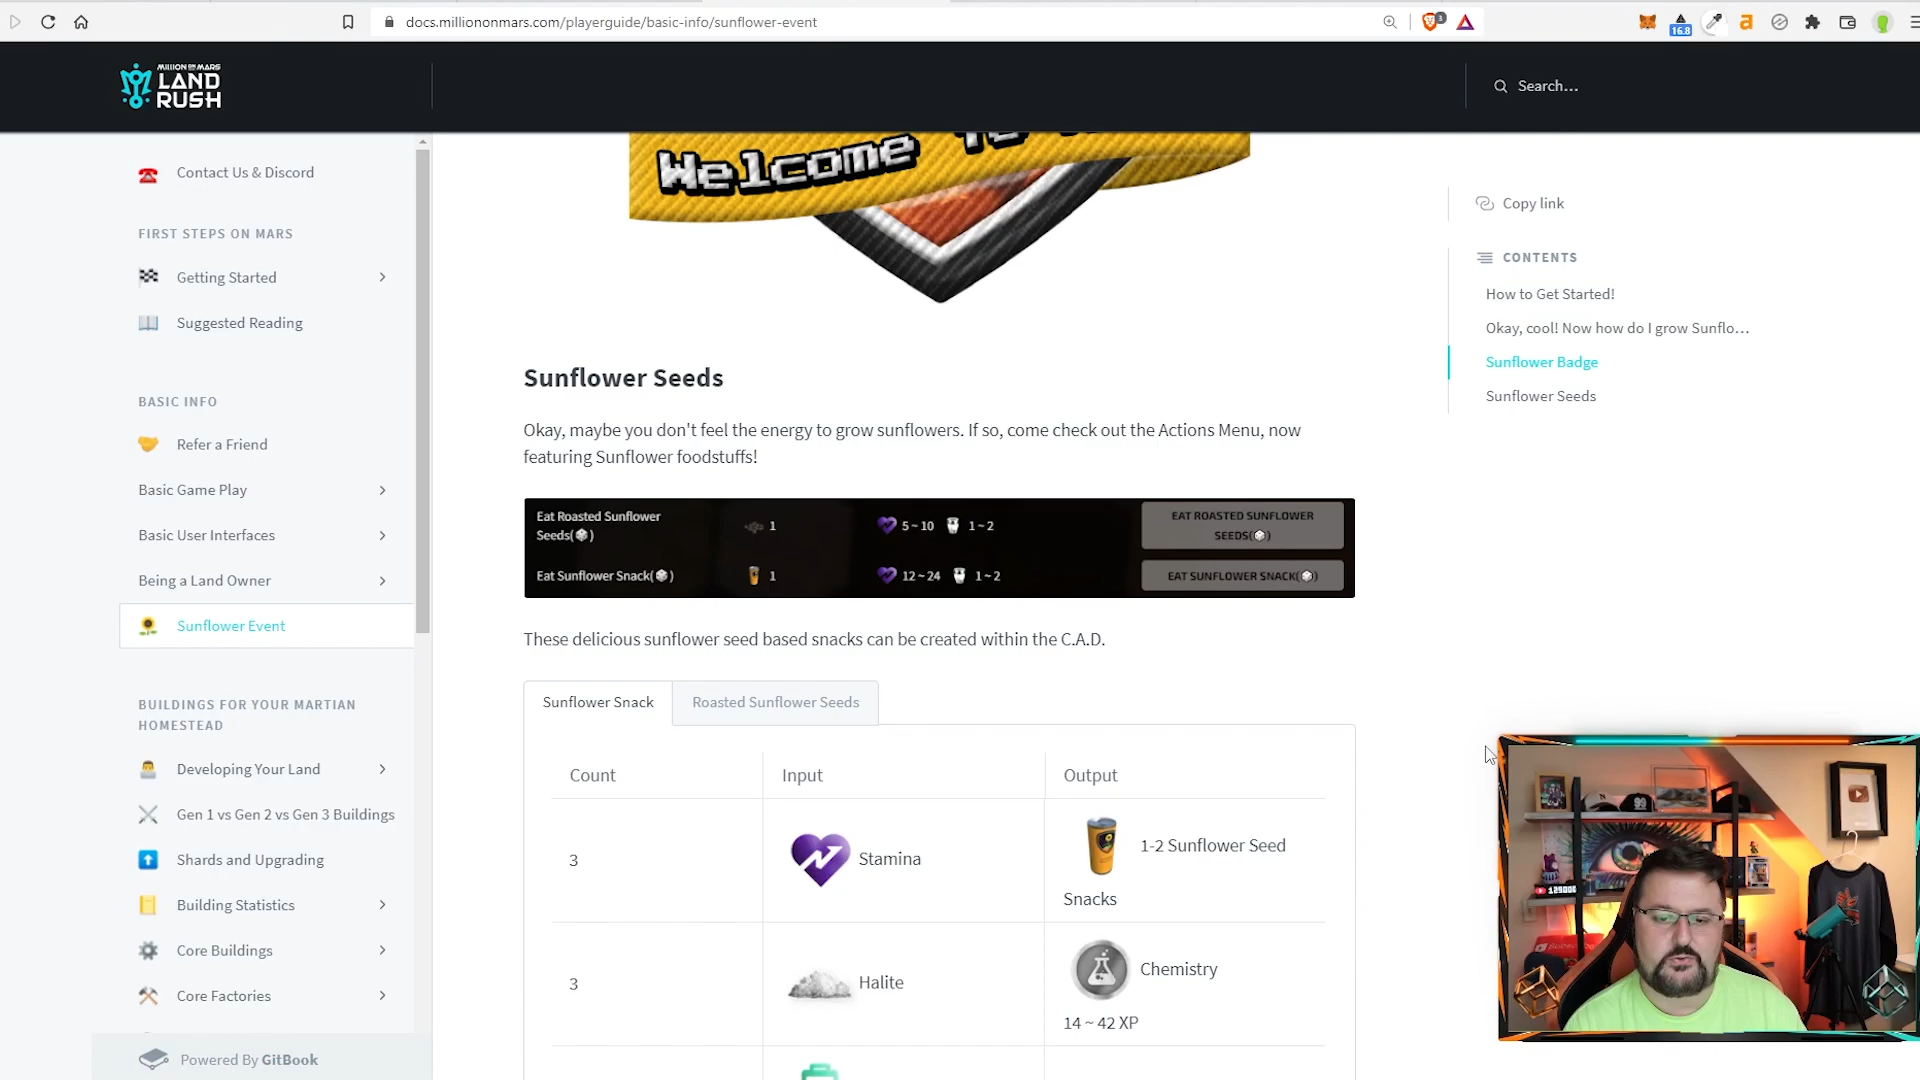 docs.milliononmars.com/playerguide/basic-info/sunflower-event
3
16.8
MILLION ON MARS
LAND
RUSH
Search…
Welcome To
Contact Us & Discord
FIRST STEPS ON MARS
Getting Started
Suggested Reading
BASIC INFO
Refer a Friend
Basic Game Play
Basic User Interfaces
Being a Land Owner
Sunflower Event
BUILDINGS FOR YOUR MARTIAN
HOMESTEAD
Developing Your Land
Gen 1 vs Gen 2 vs Gen 3 Buildings
Shards and Upgrading
Building Statistics
Core Buildings
Core Factories
Powered By GitBook
Sunflower Seeds
Okay, maybe you don't feel the energy to grow sunflowers. If so, come check out the Actions Menu, now
featuring Sunflower foodstuffs!
Eat Roasted Sunflower
Seeds( )
1
5 ~ 10
1 ~ 2
EAT ROASTED SUNFLOWER
SEEDS( )
Eat Sunflower Snack( )
1
12 ~ 24
1 ~ 2
EAT SUNFLOWER SNACK( )
These delicious sunflower seed based snacks can be created within the C.A.D.
Sunflower Snack
Roasted Sunflower Seeds
Count
Input
Output
3
Stamina
1-2 Sunflower Seed
Snacks
3
Halite
Chemistry
14 ~ 42 XP
Copy link
CONTENTS
How to Get Started!
Okay, cool! Now how do I grow Sunflo…
Sunflower Badge
Sunflower Seeds